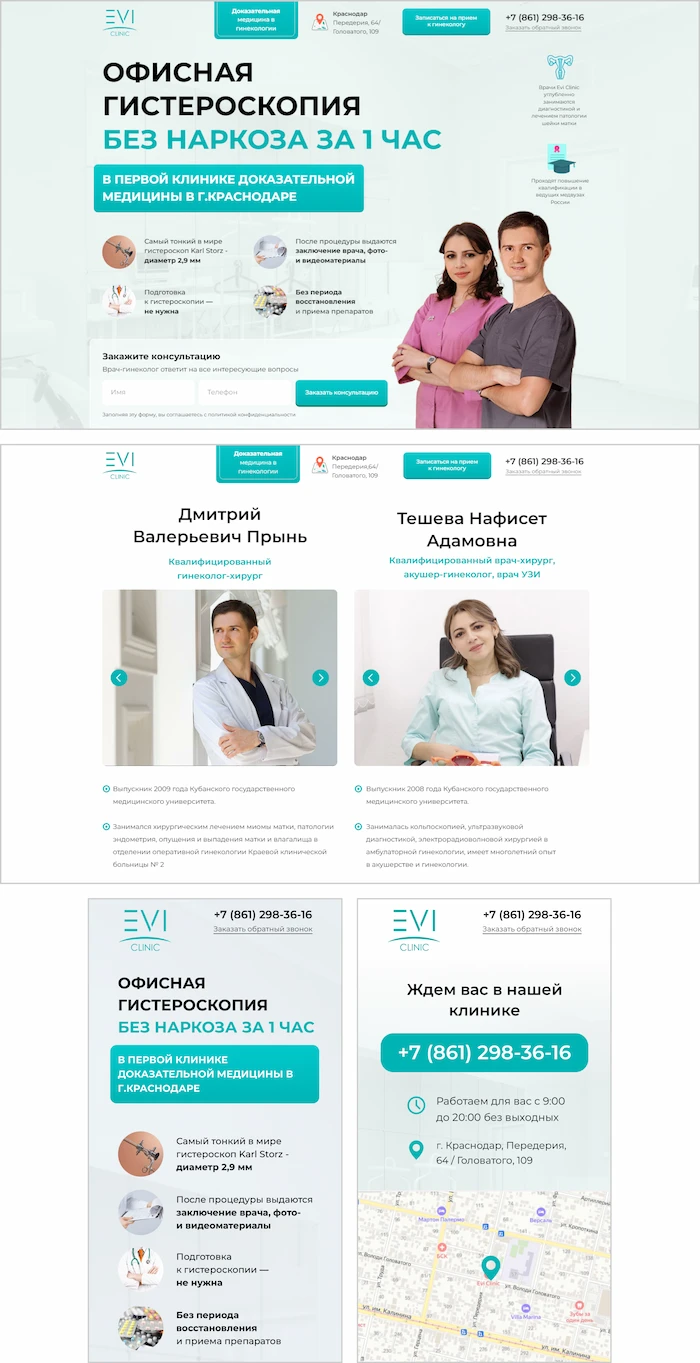 EVI
CLINIC
Доказательная
медицина в
гинекологии
Краснодар
Передерия, 64/
Головатого, 109
Записаться на прием
к гинекологу
+7 (861) 298-36-16
Заказать обратный звонок
ОФИСНАЯ
ГИСТЕРОСКОПИЯ
БЕЗ НАРКОЗА ЗА 1 ЧАС
В ПЕРВОЙ КЛИНИКЕ ДОКАЗАТЕЛЬНОЙ
МЕДИЦИНЫ В Г.КРАСНОДАРЕ
Врачи Evi Clinic
углубленно
занимаются
диагностикой и
лечением патологии
шейки матки
Проходят повышение
квалификации в
ведущих медвузах
России
Самый тонкий в мире
гистероскоп Karl Storz -
диаметр 2,9 мм
После процедуры выдаются
заключение врача, фото-
и видеоматериалы
Подготовка
к гистероскопии —
не нужна
Без периода
восстановления
и приема препаратов
Закажите консультацию
Врач-гинеколог ответит на все интересующие вопросы
Имя
Телефон
Заказать консультацию
Заполняя эту форму, вы соглашаетесь с политикой конфиденциальности
EVI
CLINIC
Доказательная
медицина в
гинекологии
Краснодар
Передерия,64/
Головатого, 109
Записаться на прием
к гинекологу
+7 (861) 298-36-16
Заказать обратный звонок
Дмитрий
Валерьевич Прынь
Квалифицированный
гинеколог-хирург
Тешева Нафисет
Адамовна
Квалифицированный врач-хирург,
акушер-гинеколог, врач УЗИ
Выпускник 2009 года Кубанского государственного
медицинского университета.
Занимался хирургическим лечением миомы матки, патологии
эндометрия, опущения и выпадения матки и влагалища в
отделении оперативной гинекологии Краевой клинической
больницы № 2
Выпускник 2008 года Кубанского государственного
медицинского университета.
Занималась кольпоскопией, ультразвуковой
диагностикой, электрорадиоволновой хирургией в
амбулаторной гинекологии, имеет многолетний опыт
в акушерстве и гинекологии.
EVI
CLINIC
+7 (861) 298-36-16
Заказать обратный звонок
ОФИСНАЯ
ГИСТЕРОСКОПИЯ
БЕЗ НАРКОЗА ЗА 1 ЧАС
В ПЕРВОЙ КЛИНИКЕ
ДОКАЗАТЕЛЬНОЙ МЕДИЦИНЫ В
Г.КРАСНОДАРЕ
Самый тонкий в мире
гистероскоп Karl Storz -
диаметр 2,9 мм
После процедуры выдаются
заключение врача, фото-
и видеоматериалы
Подготовка
к гистероскопии —
не нужна
Без периода
восстановления
и приема препаратов
EVI
CLINIC
+7 (861) 298-36-16
Заказать обратный звонок
Ждем вас в нашей
клинике
+7 (861) 298-36-16
Работаем для вас с 9:00
до 20:00 без выходных
г. Краснодар, Передерия,
64 / Головатого, 109
Мартон Палермо
Версаль
ул. Кропоткина
БСК
ул. Володи Головатого
Evi Clinic
ул. Володи Головатого
ул. им. Калинина
Villa Marina
Зубы за
один день
ул. им. Калинина